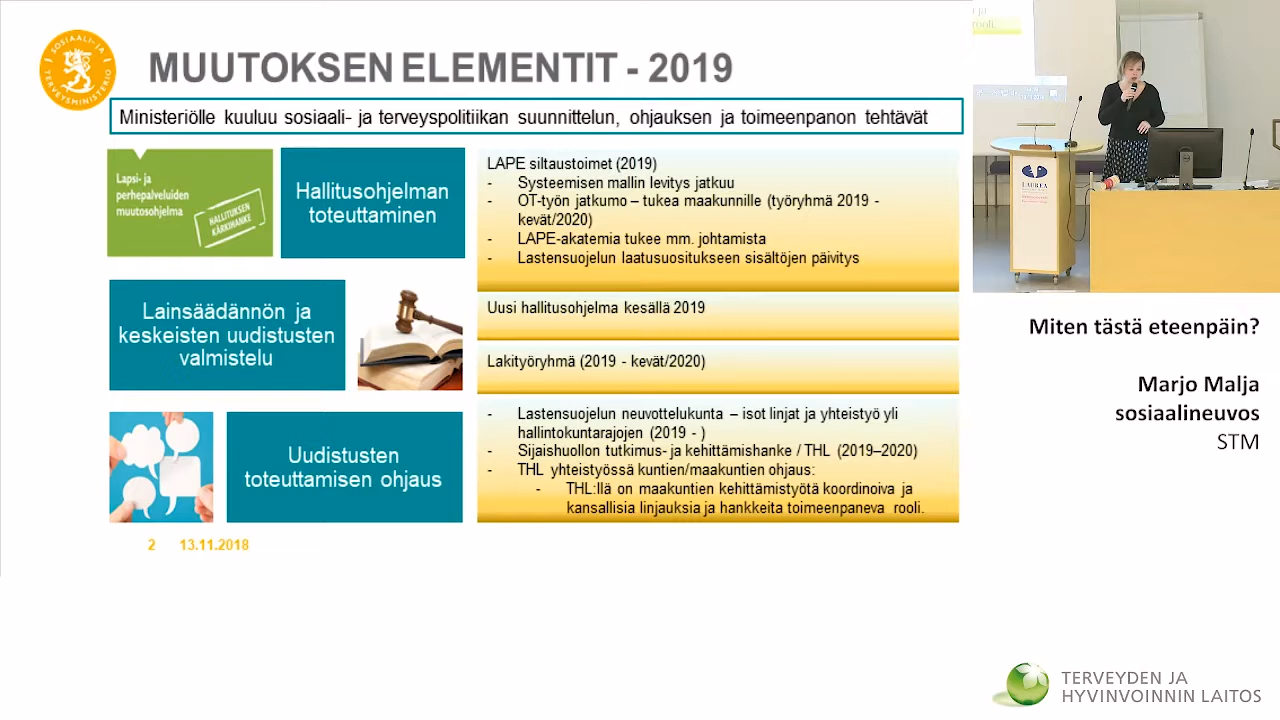 SOSIAALI- JA TERVEYSMINISTERIÖ
MUUTOKSEN ELEMENTIT - 2019
Ministeriölle kuuluu sosiaali- ja terveyspolitiikan suunnittelun, ohjauksen ja toimeenpanon tehtävät
Lapsi- ja
perhepalveluiden
muutosohjelma
HALLITUKSEN
KÄRKIHANKE
Hallitusohjelman
toteuttaminen
LAPE siltaustoimet (2019)
- Systeemisen mallin levitys jatkuu
- OT-työn jatkumo – tukea maakunnille (työryhmä 2019 -
kevät/2020)
- LAPE-akatemia tukee mm. johtamista
- Lastensuojelun laatusuositukseen sisältöjen päivitys
Lainsäädännön ja
keskeisten uudistusten
valmistelu
Uusi hallitusohjelma kesällä 2019
Lakityöryhmä (2019 - kevät/2020)
Uudistusten
toteuttamisen ohjaus
- Lastensuojelun neuvottelukunta – isot linjat ja yhteistyö yli
hallintokuntarajojen (2019 - )
- Sijaishuollon tutkimus- ja kehittämishanke / THL (2019–2020)
- THL yhteistyössä kuntien/maakuntien ohjaus:
- THL:llä on maakuntien kehittämistyötä koordinoiva ja
kansallisia linjauksia ja hankkeita toimeenpaneva rooli.
2 13.11.2018
ja
rooli.
LAUREA
Miten tästä eteenpäin?
Marjo Malja
sosiaalineuvos
STM
TERVEYDEN JA
HYVINVOINNIN LAITOS